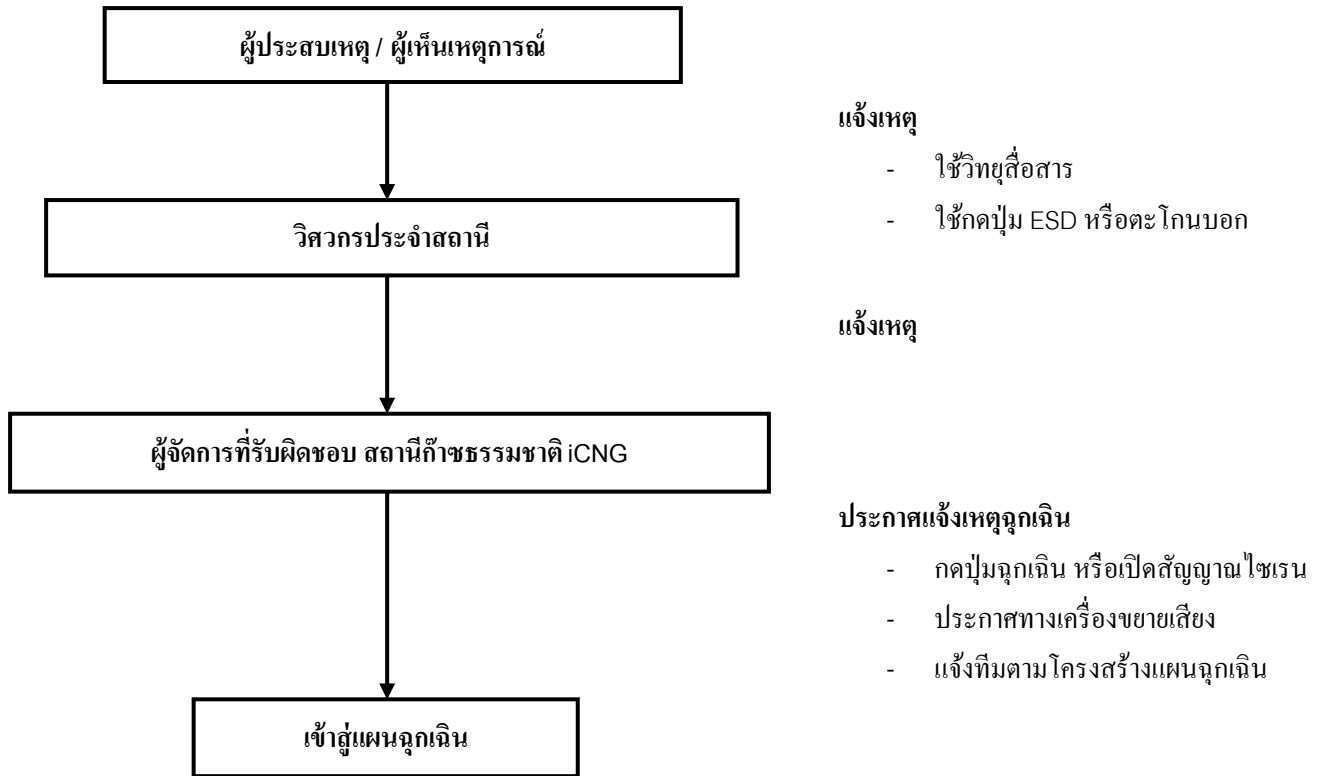 ผู้ประสบเหตุ / ผู้เห็นเหตุการณ์
แจ้งเหตุ
- ใช้วิทยุสื่อสาร
- ใช้กดปุ่ม ESD หรือตะโกนบอก
วิศวกรประจำสถานี
แจ้งเหตุ
ผู้จัดการที่รับผิดชอบ สถานีก๊าซธรรมชาติ iCNG
ประกาศแจ้งเหตุฉุกเฉิน
- กดปุ่มฉุกเฉิน หรือเปิดสัญญาณไซเรน
- ประกาศทางเครื่องขยายเสียง
- แจ้งทีมตามโครงสร้างแผนฉุกเฉิน
เข้าสู่แผนฉุกเฉิน